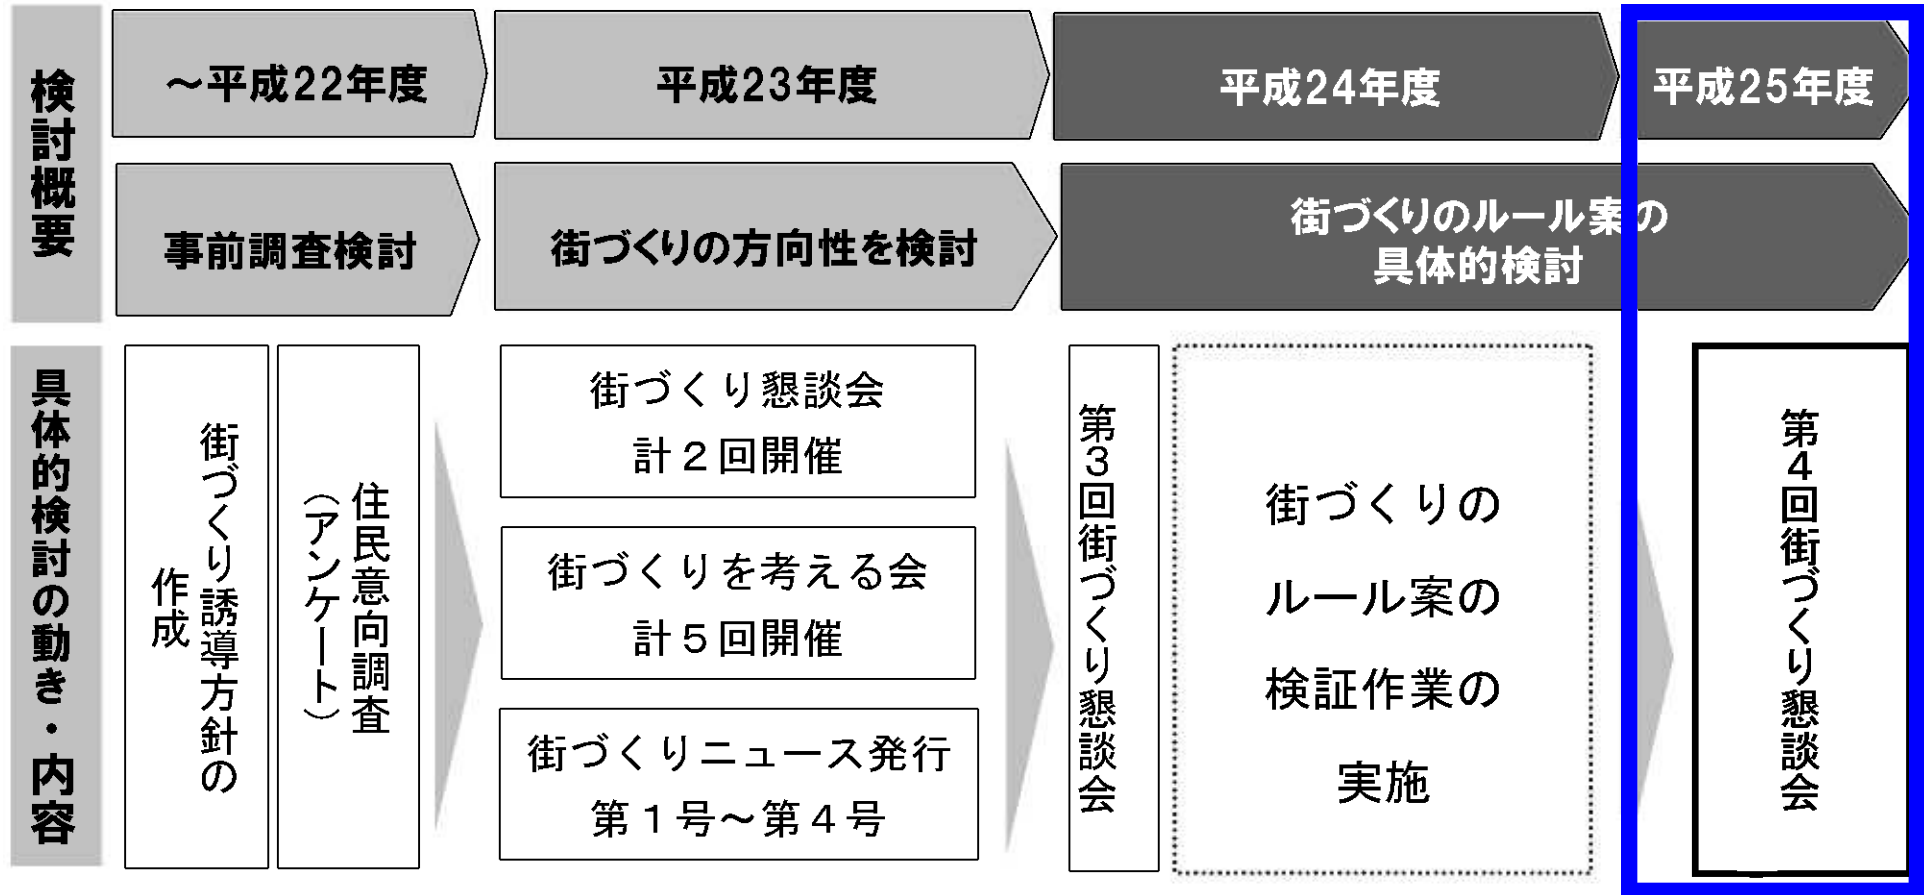 検討概要
～平成22年度
平成23年度
平成24年度
平成25年度
事前調査検討
街づくりの方向性を検討
街づくりのルール案の
具体的検討
具体的検討の動き・内容
街づくり誘導方針の
作成
住民意向調査
（アンケート）
街づくり懇談会
計２回開催
街づくりを考える会
計５回開催
街づくりニュース発行
第１号～第４号
第３回街づくり懇談会
街づくりの
ルール案の
検証作業の
実施
第４回街づくり懇談会